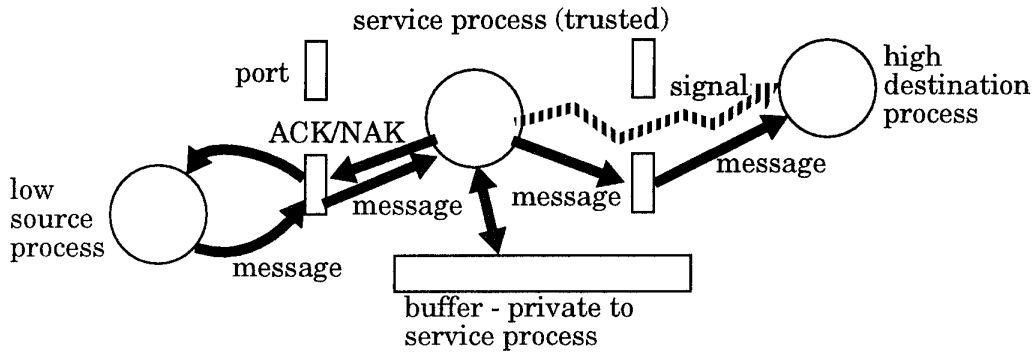 service process (trusted)
port
signal
high
destination
process
ACK/NAK
message
message
message
message
low
source
process
buffer - private to
service process